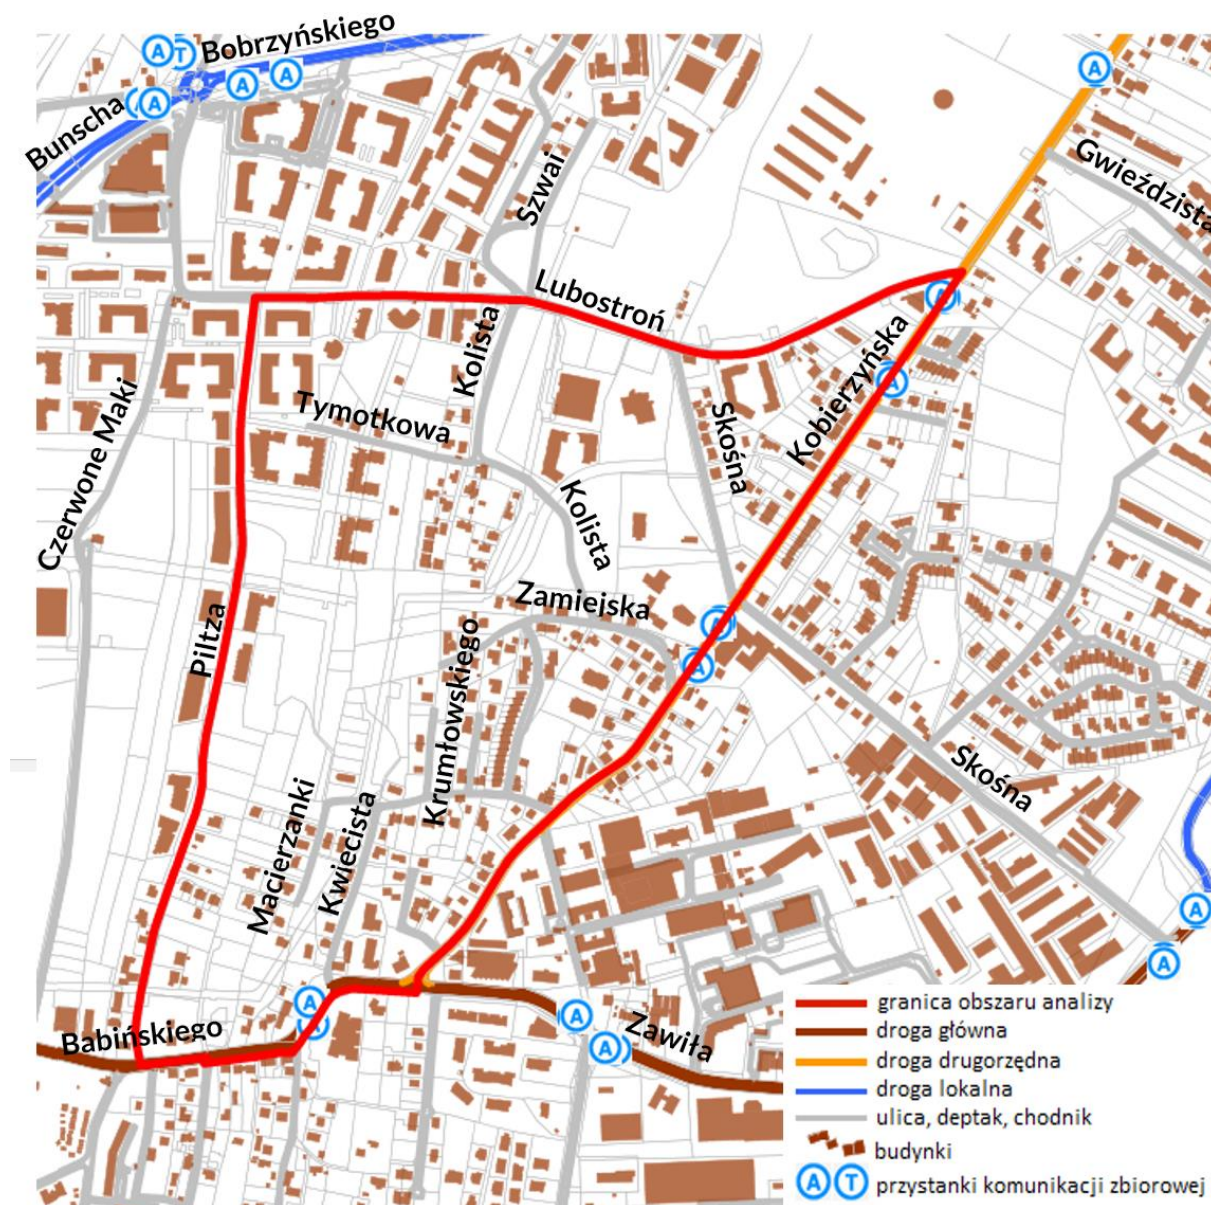 Bobrzyńskiego
A T
A A
A A
Bunscha
A
Gwieździsta
Szwai
Lubostroń
A
Kolista
Kobierzyńska
A
Czerwone Maki
Tymotkowa
Skośna
Kolista
Zamiejska
Piltza
A
Krumłowskiego
A
Skośna
Macierzanki
Kwiecista
A
A
A
A
Babińskiego
A
A
Zawiła
granica obszaru analizy
droga główna
droga drugorzędna
droga lokalna
ulica, deptak, chodnik
budynki
A T przystanki komunikacji zbiorowej